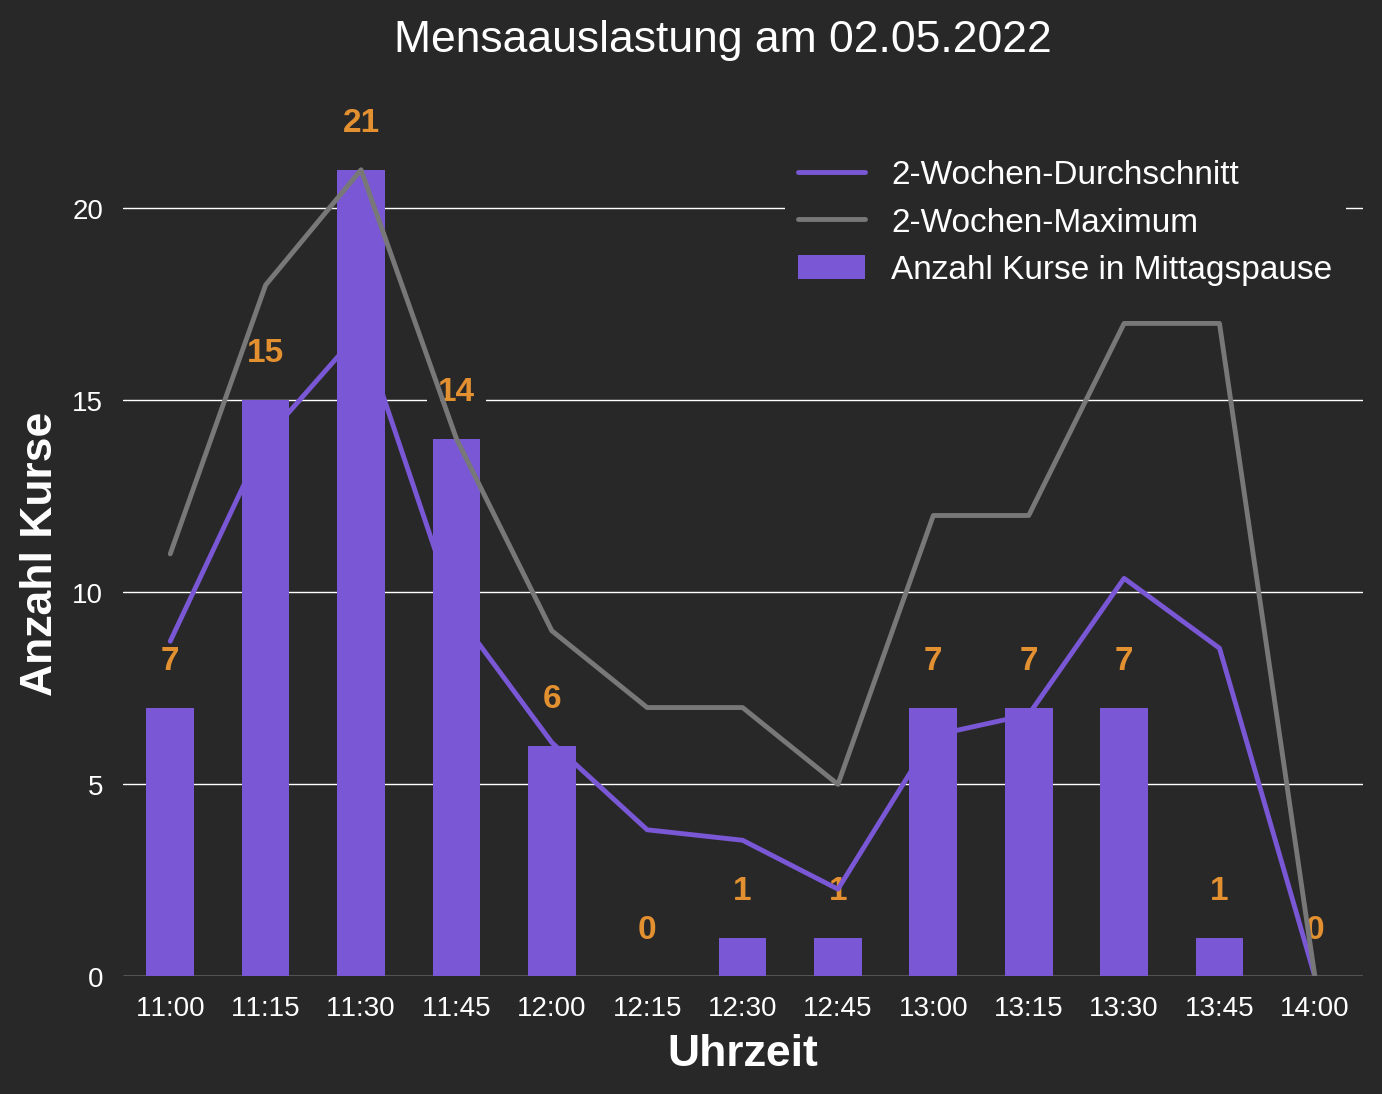 Mensaauslastung am 02.05.2022
21
2-Wochen-Durchschnitt
2-Wochen-Maximum
Anzahl Kurse in Mittagspause
20
15
14
15
10
7
6
7
7
7
5
1
1
1
0
0
0
11:00 11:15 11:30 11:45 12:00 12:15 12:30 12:45 13:00 13:15 13:30 13:45 14:00
Uhrzeit
Anzahl Kurse